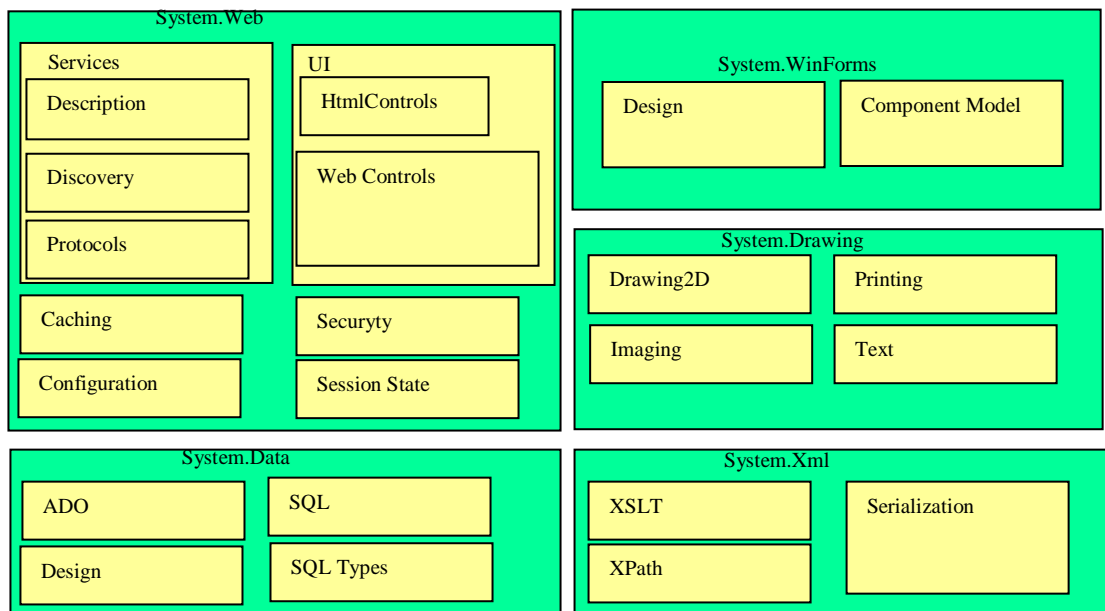 System.Web
Services
Description
Discovery
Protocols
UI
HtmlControls
Web Controls
Caching
Securyty
Configuration
Session State
System.WinForms
Design
Component Model
System.Drawing
Drawing2D
Printing
Imaging
Text
System.Data
ADO
SQL
Design
SQL Types
System.Xml
XSLT
Serialization
XPath